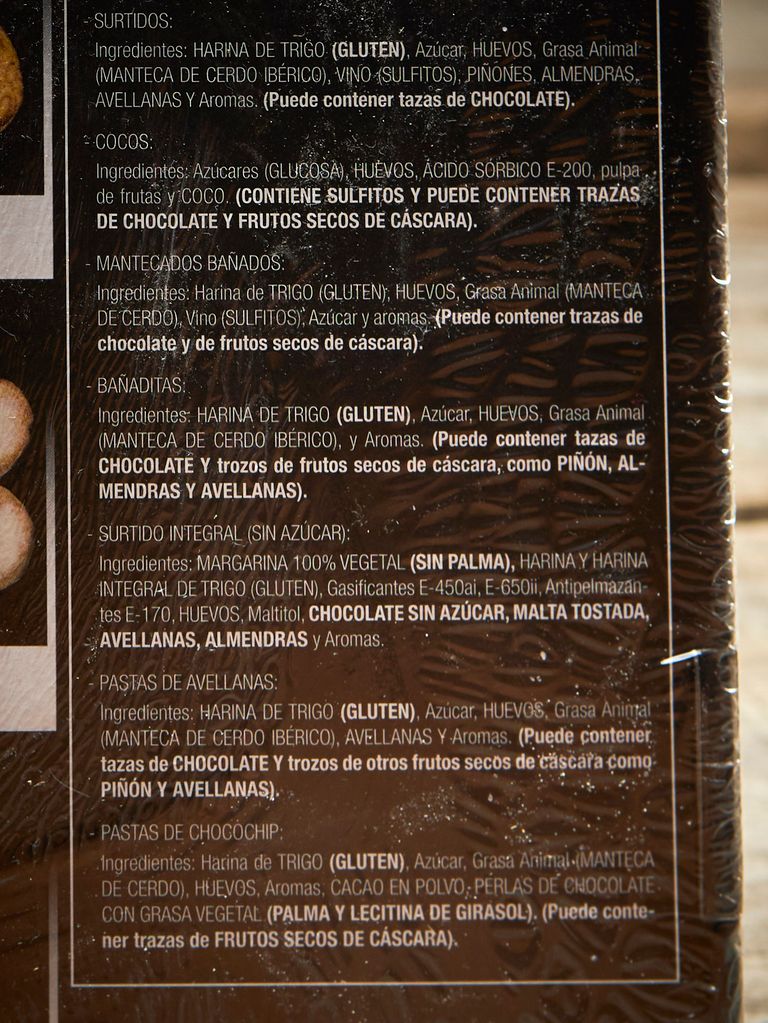 - SURTIDOS:
Ingredientes: HARINA DE TRIGO (GLUTEN), Azúcar, HUEVOS, Grasa Animal
(MANTECA DE CERDO IBÉRICO), VINO (SULFITOS), PIÑONES, ALMENDRAS,
AVELLANAS Y Aromas. (Puede contener tazas de CHOCOLATE).
- COCOS:
Ingredientes: Azúcares (GLUCOSA), HUEVOS, ÁCIDO SÓRBICO E-200, pulpa
de frutas y COCO. (CONTIENE SULFITOS Y PUEDE CONTENER TRAZAS
DE CHOCOLATE Y FRUTOS SECOS DE CÁSCARA).
- MANTECADOS BAÑADOS:
Ingredientes: Harina de TRIGO (GLUTEN), HUEVOS, Grasa Animal (MANTECA
DE CERDO), Vino (SULFITOS), Azúcar y aromas. (Puede contener trazas de
chocolate y de frutos secos de cáscara).
- BAÑADITAS:
Ingredientes: HARINA DE TRIGO (GLUTEN), Azúcar, HUEVOS, Grasa Animal
(MANTECA DE CERDO IBÉRICO), y Aromas. (Puede contener tazas de
CHOCOLATE Y trozos de frutos secos de cáscara, como PIÑÓN, AL-
MENDRAS Y AVELLANAS).
- SURTIDO INTEGRAL (SIN AZÚCAR):
Ingredientes: MARGARINA 100% VEGETAL (SIN PALMA), HARINA Y HARINA
INTEGRAL DE TRIGO (GLUTEN), Gasificantes E-450ai, E-650ii, Antipelmazan-
tes E-170, HUEVOS, Maltitol, CHOCOLATE SIN AZÚCAR, MALTA TOSTADA,
AVELLANAS, ALMENDRAS y Aromas.
- PASTAS DE AVELLANAS:
Ingredientes: HARINA DE TRIGO (GLUTEN), Azúcar, HUEVOS, Grasa Animal
(MANTECA DE CERDO IBÉRICO), AVELLANAS Y Aromas. (Puede contener
tazas de CHOCOLATE Y trozos de otros frutos secos de cáscara como
PIÑÓN Y AVELLANAS).
- PASTAS DE CHOCOCHIP:
Ingredientes: Harina de TRIGO (GLUTEN), Azúcar, Grasa Animal (MANTECA
DE CERDO), HUEVOS, Aromas, CACAO EN POLVO, PERLAS DE CHOCOLATE
CON GRASA VEGETAL (PALMA Y LECITINA DE GIRASOL). (Puede conte-
ner trazas de FRUTOS SECOS DE CÁSCARA).